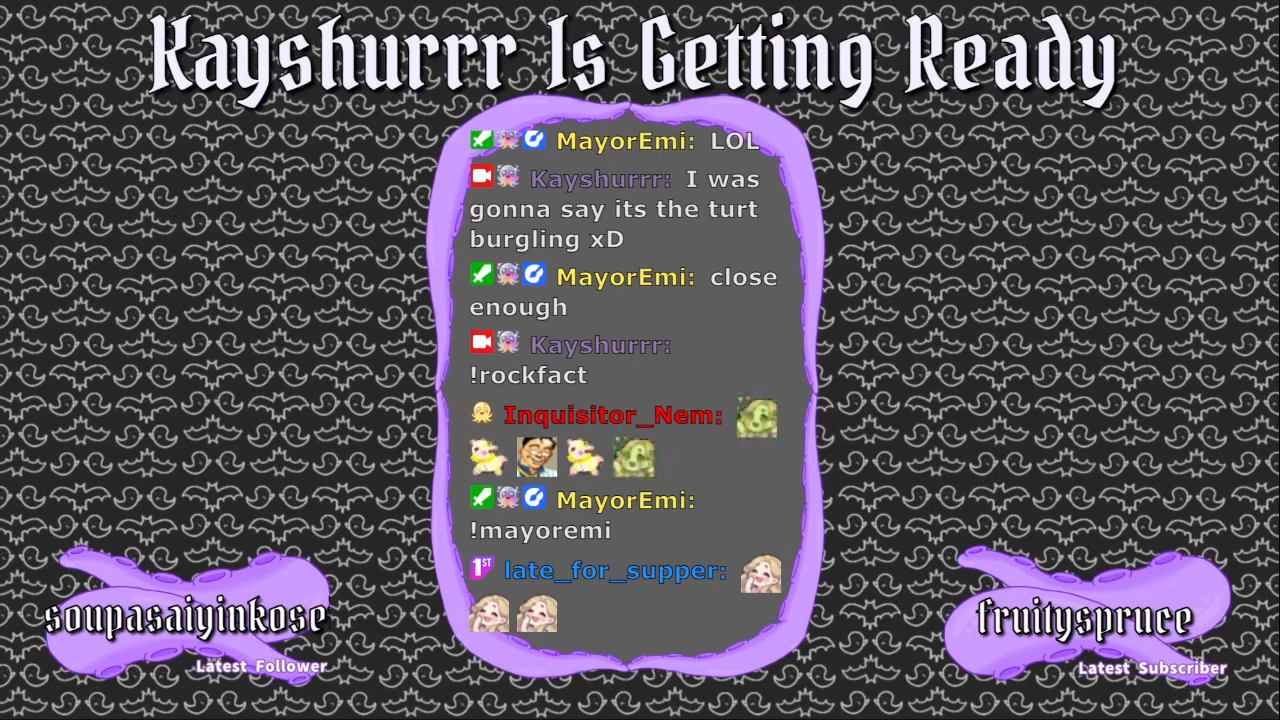 Kayshurrr Is Getting Ready
MayorEmi: LOL
Kayshurrr: I was
gonna say its the turt
burgling xD
MayorEmi: close
enough
Kayshurrr:
!rockfact
Inquisitor_Nem:
MayorEmi:
!mayoremi
1ST late_for_supper:
soupasaiyinkose
Latest Follower
fruityspruce
Latest Subscriber